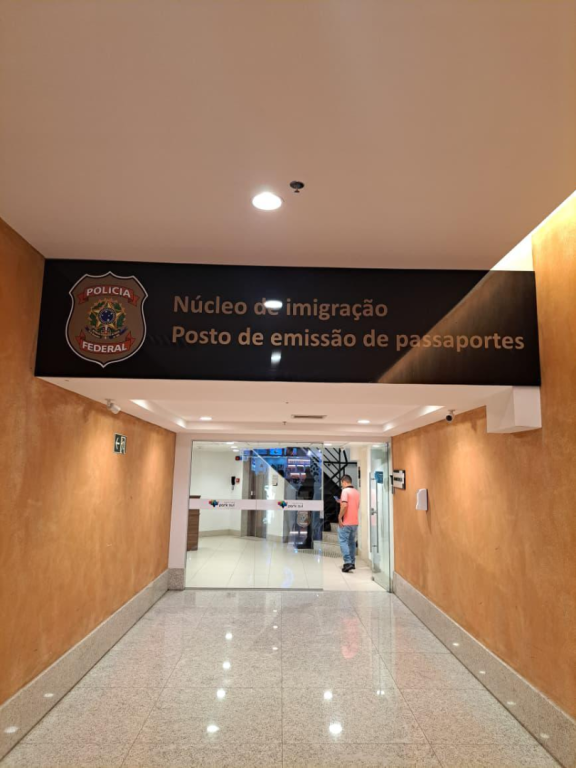 POLICIA
FEDERAL
Núcleo de imigração
Posto de emissão de passaportes